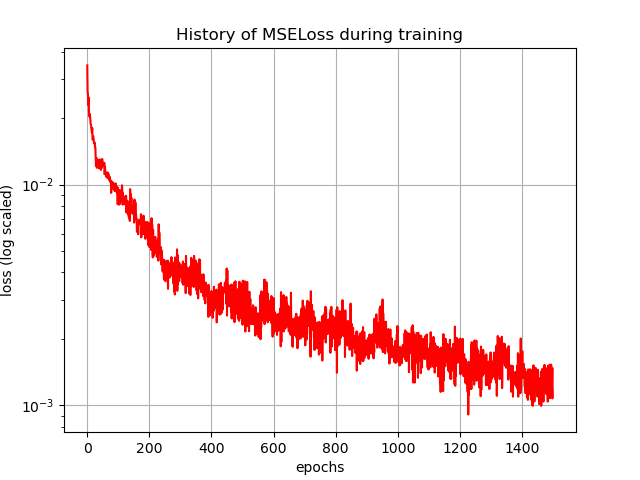 History of MSELoss during training
10⁻²
10⁻³
loss (log scaled)
0 200 400 600 800 1000 1200 1400
epochs